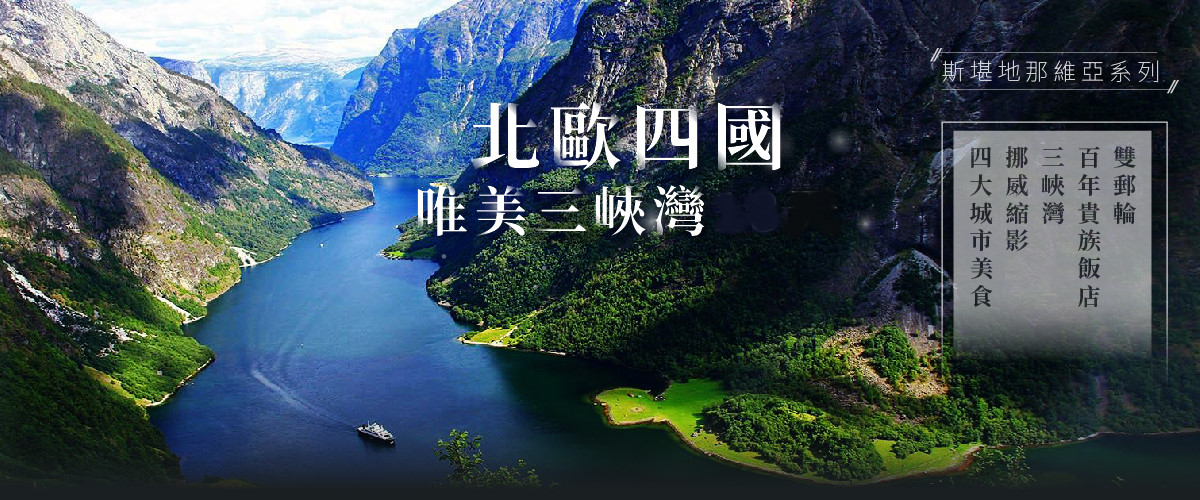 斯堪地那維亞系列
北歐四國
唯美三峽灣
雙郵輪
百年貴族飯店
三峽灣
挪威縮影
四大城市美食